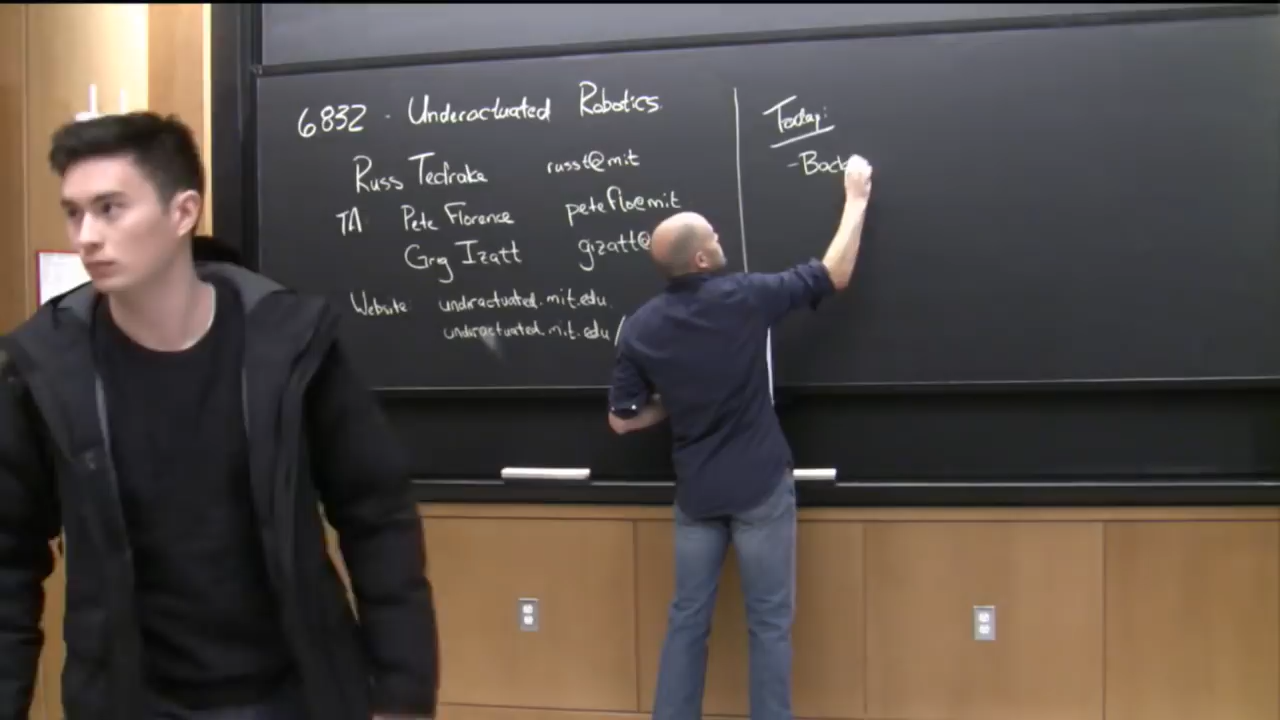 6832 - Underactuated Robotics
Russ Tedrake russt@mit
TA: Pete Florence peteflo@mit
Greg Izatt gizatt@
Website: underactuated.mit.edu
underactuated.mit.edu/
Today:
- Back